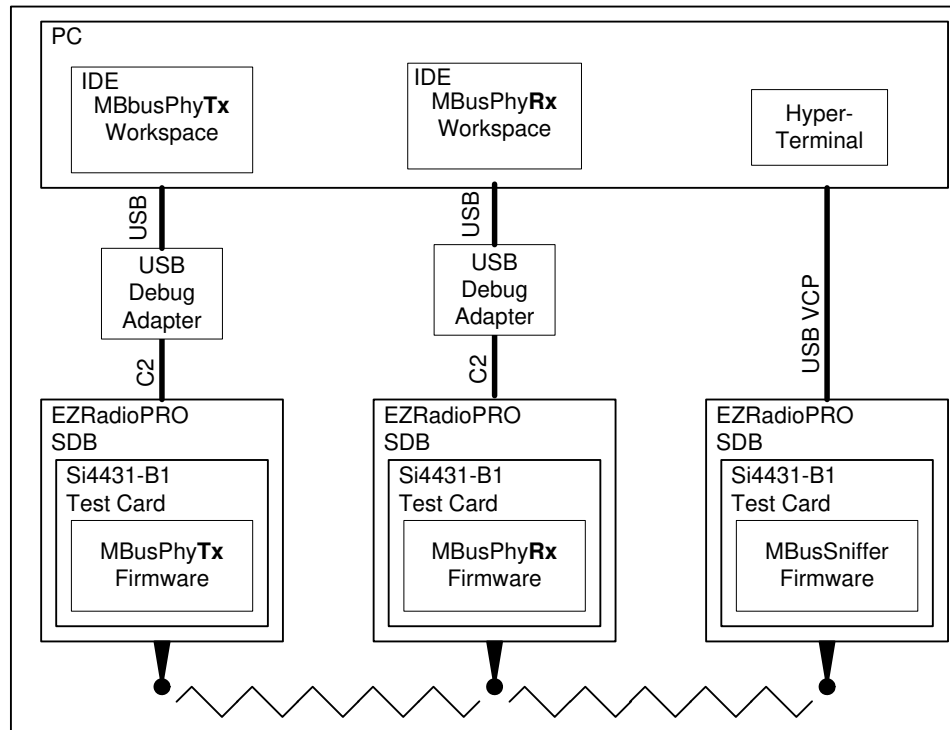 PC
IDE
MBbusPhyTx
Workspace
IDE
MBusPhyRx
Workspace
Hyper-
Terminal
USB
USB
USB VCP
USB
Debug
Adapter
USB
Debug
Adapter
C2
C2
EZRadioPRO
SDB
Si4431-B1
Test Card
MBusPhyTx
Firmware
EZRadioPRO
SDB
Si4431-B1
Test Card
MBusPhyRx
Firmware
EZRadioPRO
SDB
Si4431-B1
Test Card
MBusSniffer
Firmware